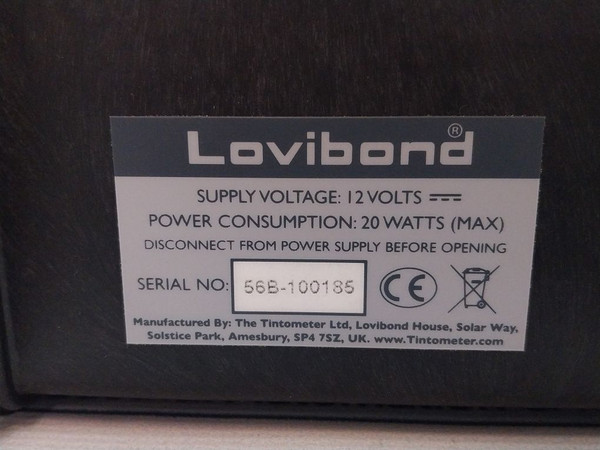 Lovibond®
SUPPLY VOLTAGE: 12 VOLTS ⎓
POWER CONSUMPTION: 20 WATTS (MAX)
DISCONNECT FROM POWER SUPPLY BEFORE OPENING
SERIAL NO: 56B-100185 CE
Manufactured By: The Tintometer Ltd, Lovibond House, Solar Way,
Solstice Park, Amesbury, SP4 7SZ, UK. www.Tintometer.com